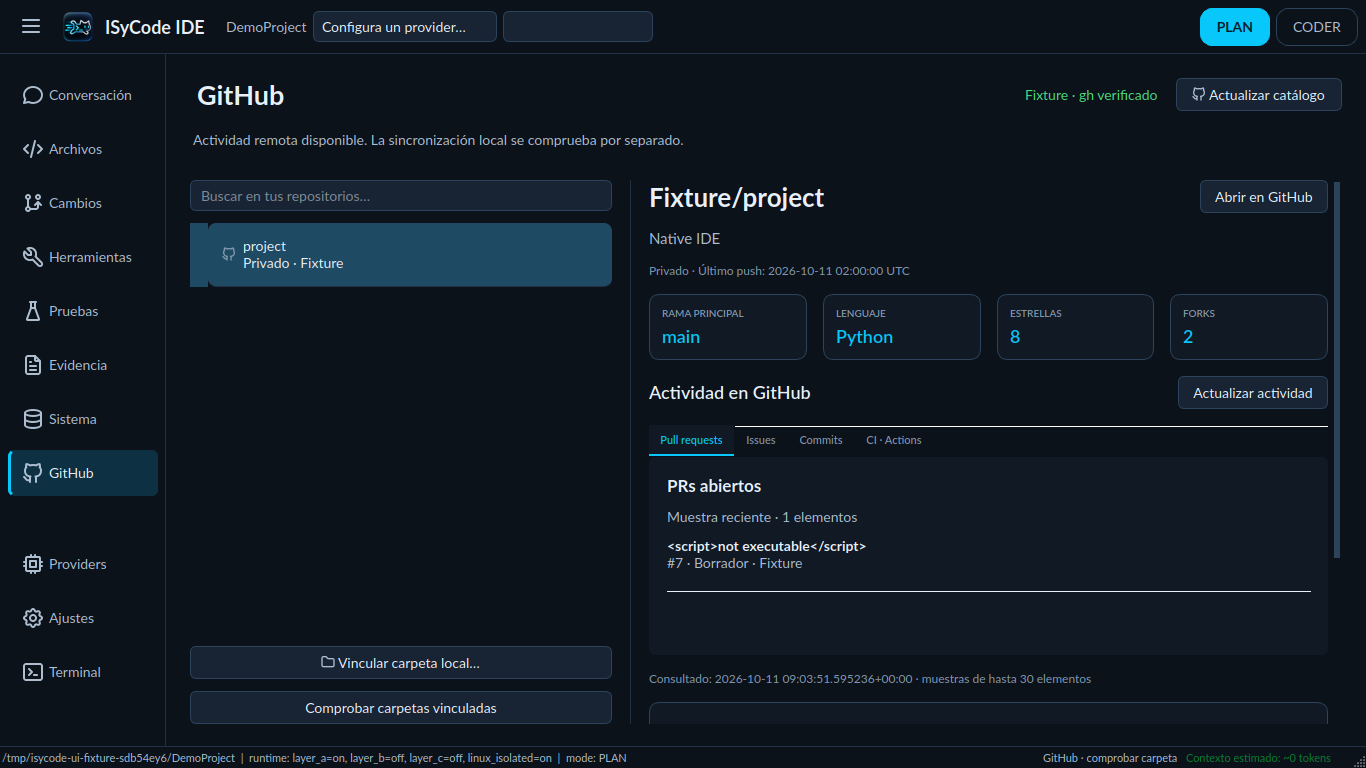 ISyCode IDE DemoProject Configura un provider... PLAN CODER
Conversación
Archivos
Cambios
Herramientas
Pruebas
Evidencia
Sistema
GitHub
Providers
Ajustes
Terminal
GitHub
Fixture · gh verificado Actualizar catálogo
Actividad remota disponible. La sincronización local se comprueba por separado.
Buscar en tus repositorios...
project
Privado · Fixture
Vincular carpeta local...
Comprobar carpetas vinculadas
Fixture/project Abrir en GitHub
Native IDE
Privado · Último push: 2026-10-11 02:00:00 UTC
RAMA PRINCIPAL
main
LENGUAJE
Python
ESTRELLAS
8
FORKS
2
Actividad en GitHub Actualizar actividad
Pull requests Issues Commits CI · Actions
PRs abiertos
Muestra reciente · 1 elementos
<script>not executable</script>
#7 · Borrador · Fixture
Consultado: 2026-10-11 09:03:51.595236+00:00 · muestras de hasta 30 elementos
/tmp/isycode-ui-fixture-sdb54ey6/DemoProject | runtime: layer_a=on, layer_b=off, layer_c=off, linux_isolated=on | mode: PLAN GitHub · comprobar carpeta Contexto estimado: ~0 tokens